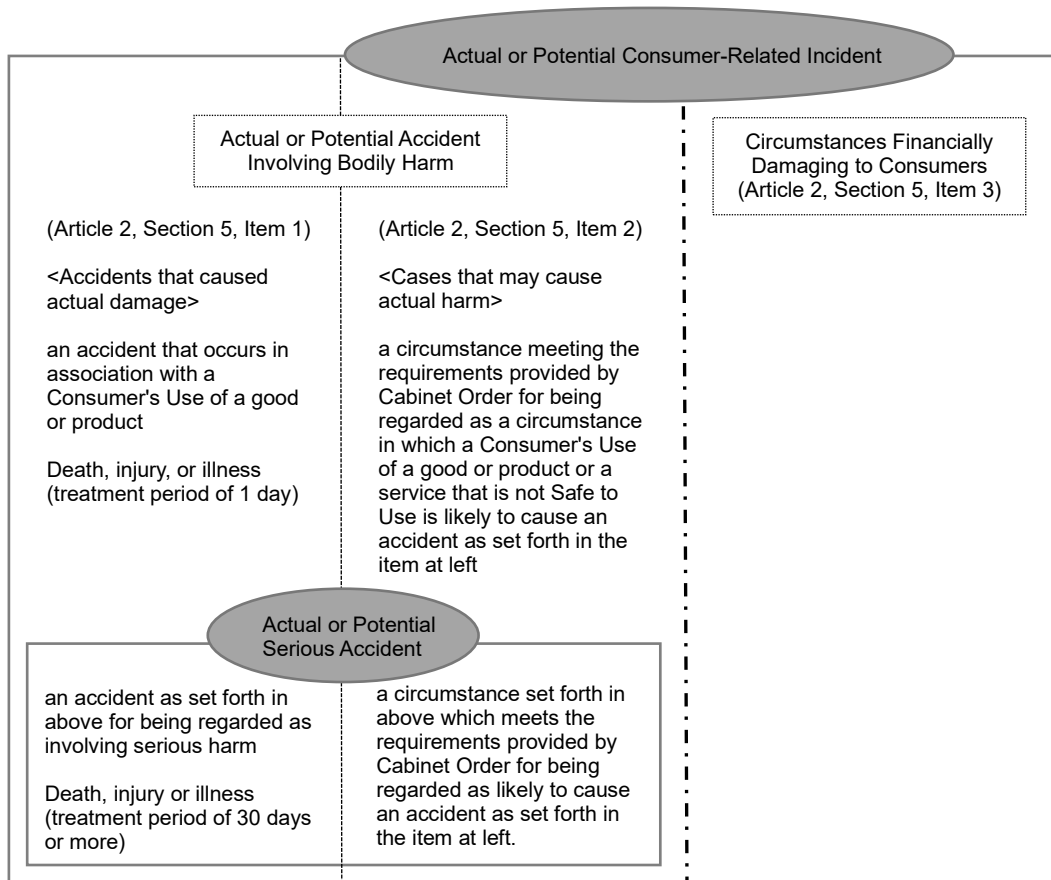 Actual or Potential Consumer-Related Incident
Actual or Potential Accident
Involving Bodily Harm
Circumstances Financially
Damaging to Consumers
(Article 2, Section 5, Item 3)
(Article 2, Section 5, Item 1)
<Accidents that caused
actual damage>
an accident that occurs in
association with a
Consumer's Use of a good
or product
Death, injury, or illness
(treatment period of 1 day)
(Article 2, Section 5, Item 2)
<Cases that may cause
actual harm>
a circumstance meeting the
requirements provided by
Cabinet Order for being
regarded as a circumstance
in which a Consumer's Use
of a good or product or a
service that is not Safe to
Use is likely to cause an
accident as set forth in the
item at left
Actual or Potential
Serious Accident
an accident as set forth in
above for being regarded as
involving serious harm
Death, injury or illness
(treatment period of 30 days
or more)
a circumstance set forth in
above which meets the
requirements provided by
Cabinet Order for being
regarded as likely to cause
an accident as set forth in
the item at left.